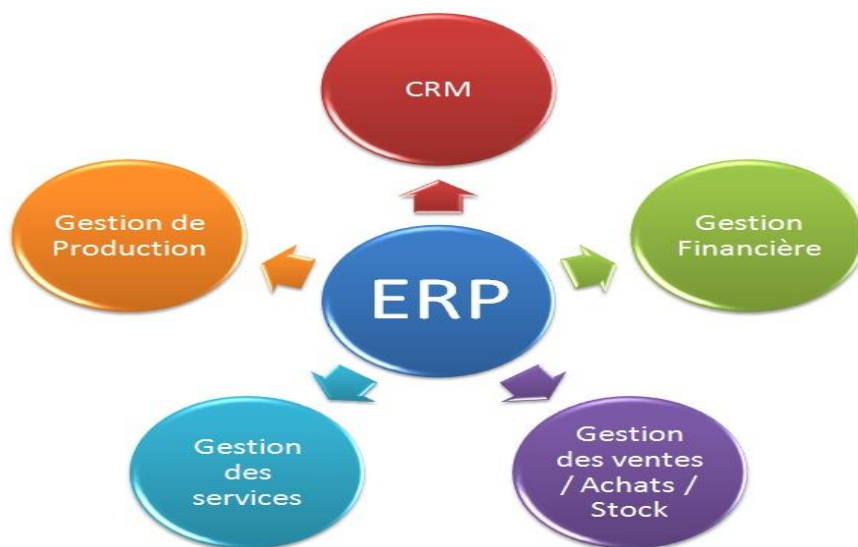 CRM
Gestion de
Production
Gestion
Financière
ERP
Gestion
des
services
Gestion
des ventes
/ Achats /
Stock